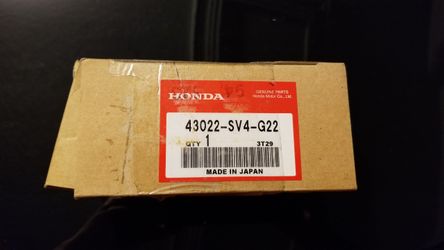 HONDA
GENUINE PARTS
Honda Motor Co., Ltd.
43022-SV4-G22
QTY 1
3T29
MADE IN JAPAN